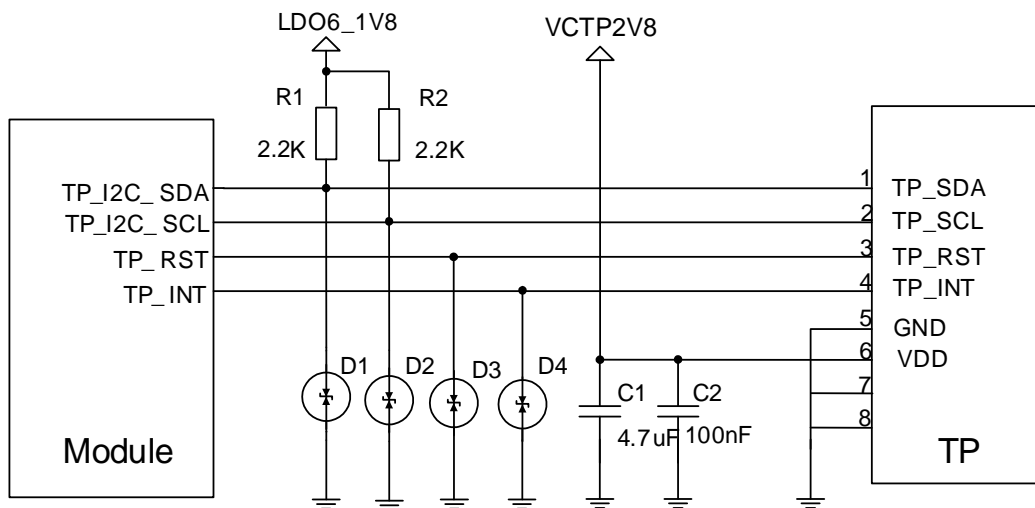 LDO6_1V8
VCTP2V8
R1
R2
2.2K
2.2K
TP_I2C_ SDA
TP_I2C_ SCL
TP_ RST
TP_ INT
Module
D1
D2
D3
D4
C1
C2
4.7uF
100nF
1
2
3
4
5
6
7
8
TP_SDA
TP_SCL
TP_RST
TP_INT
GND
VDD
TP